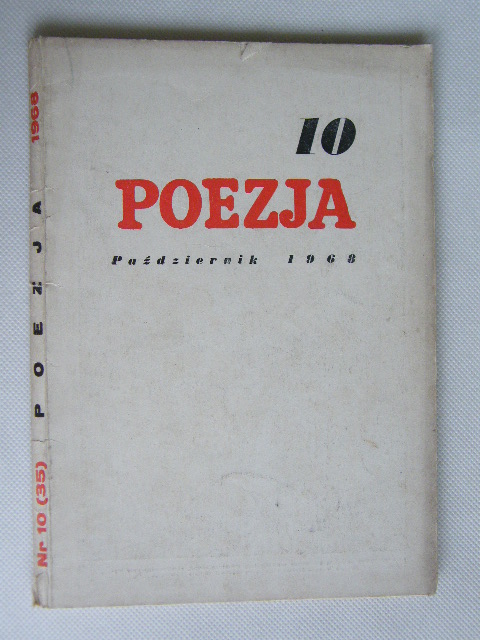 10
POEZJA
Październik 1968
Nr 10 (35) POEZJA 1968